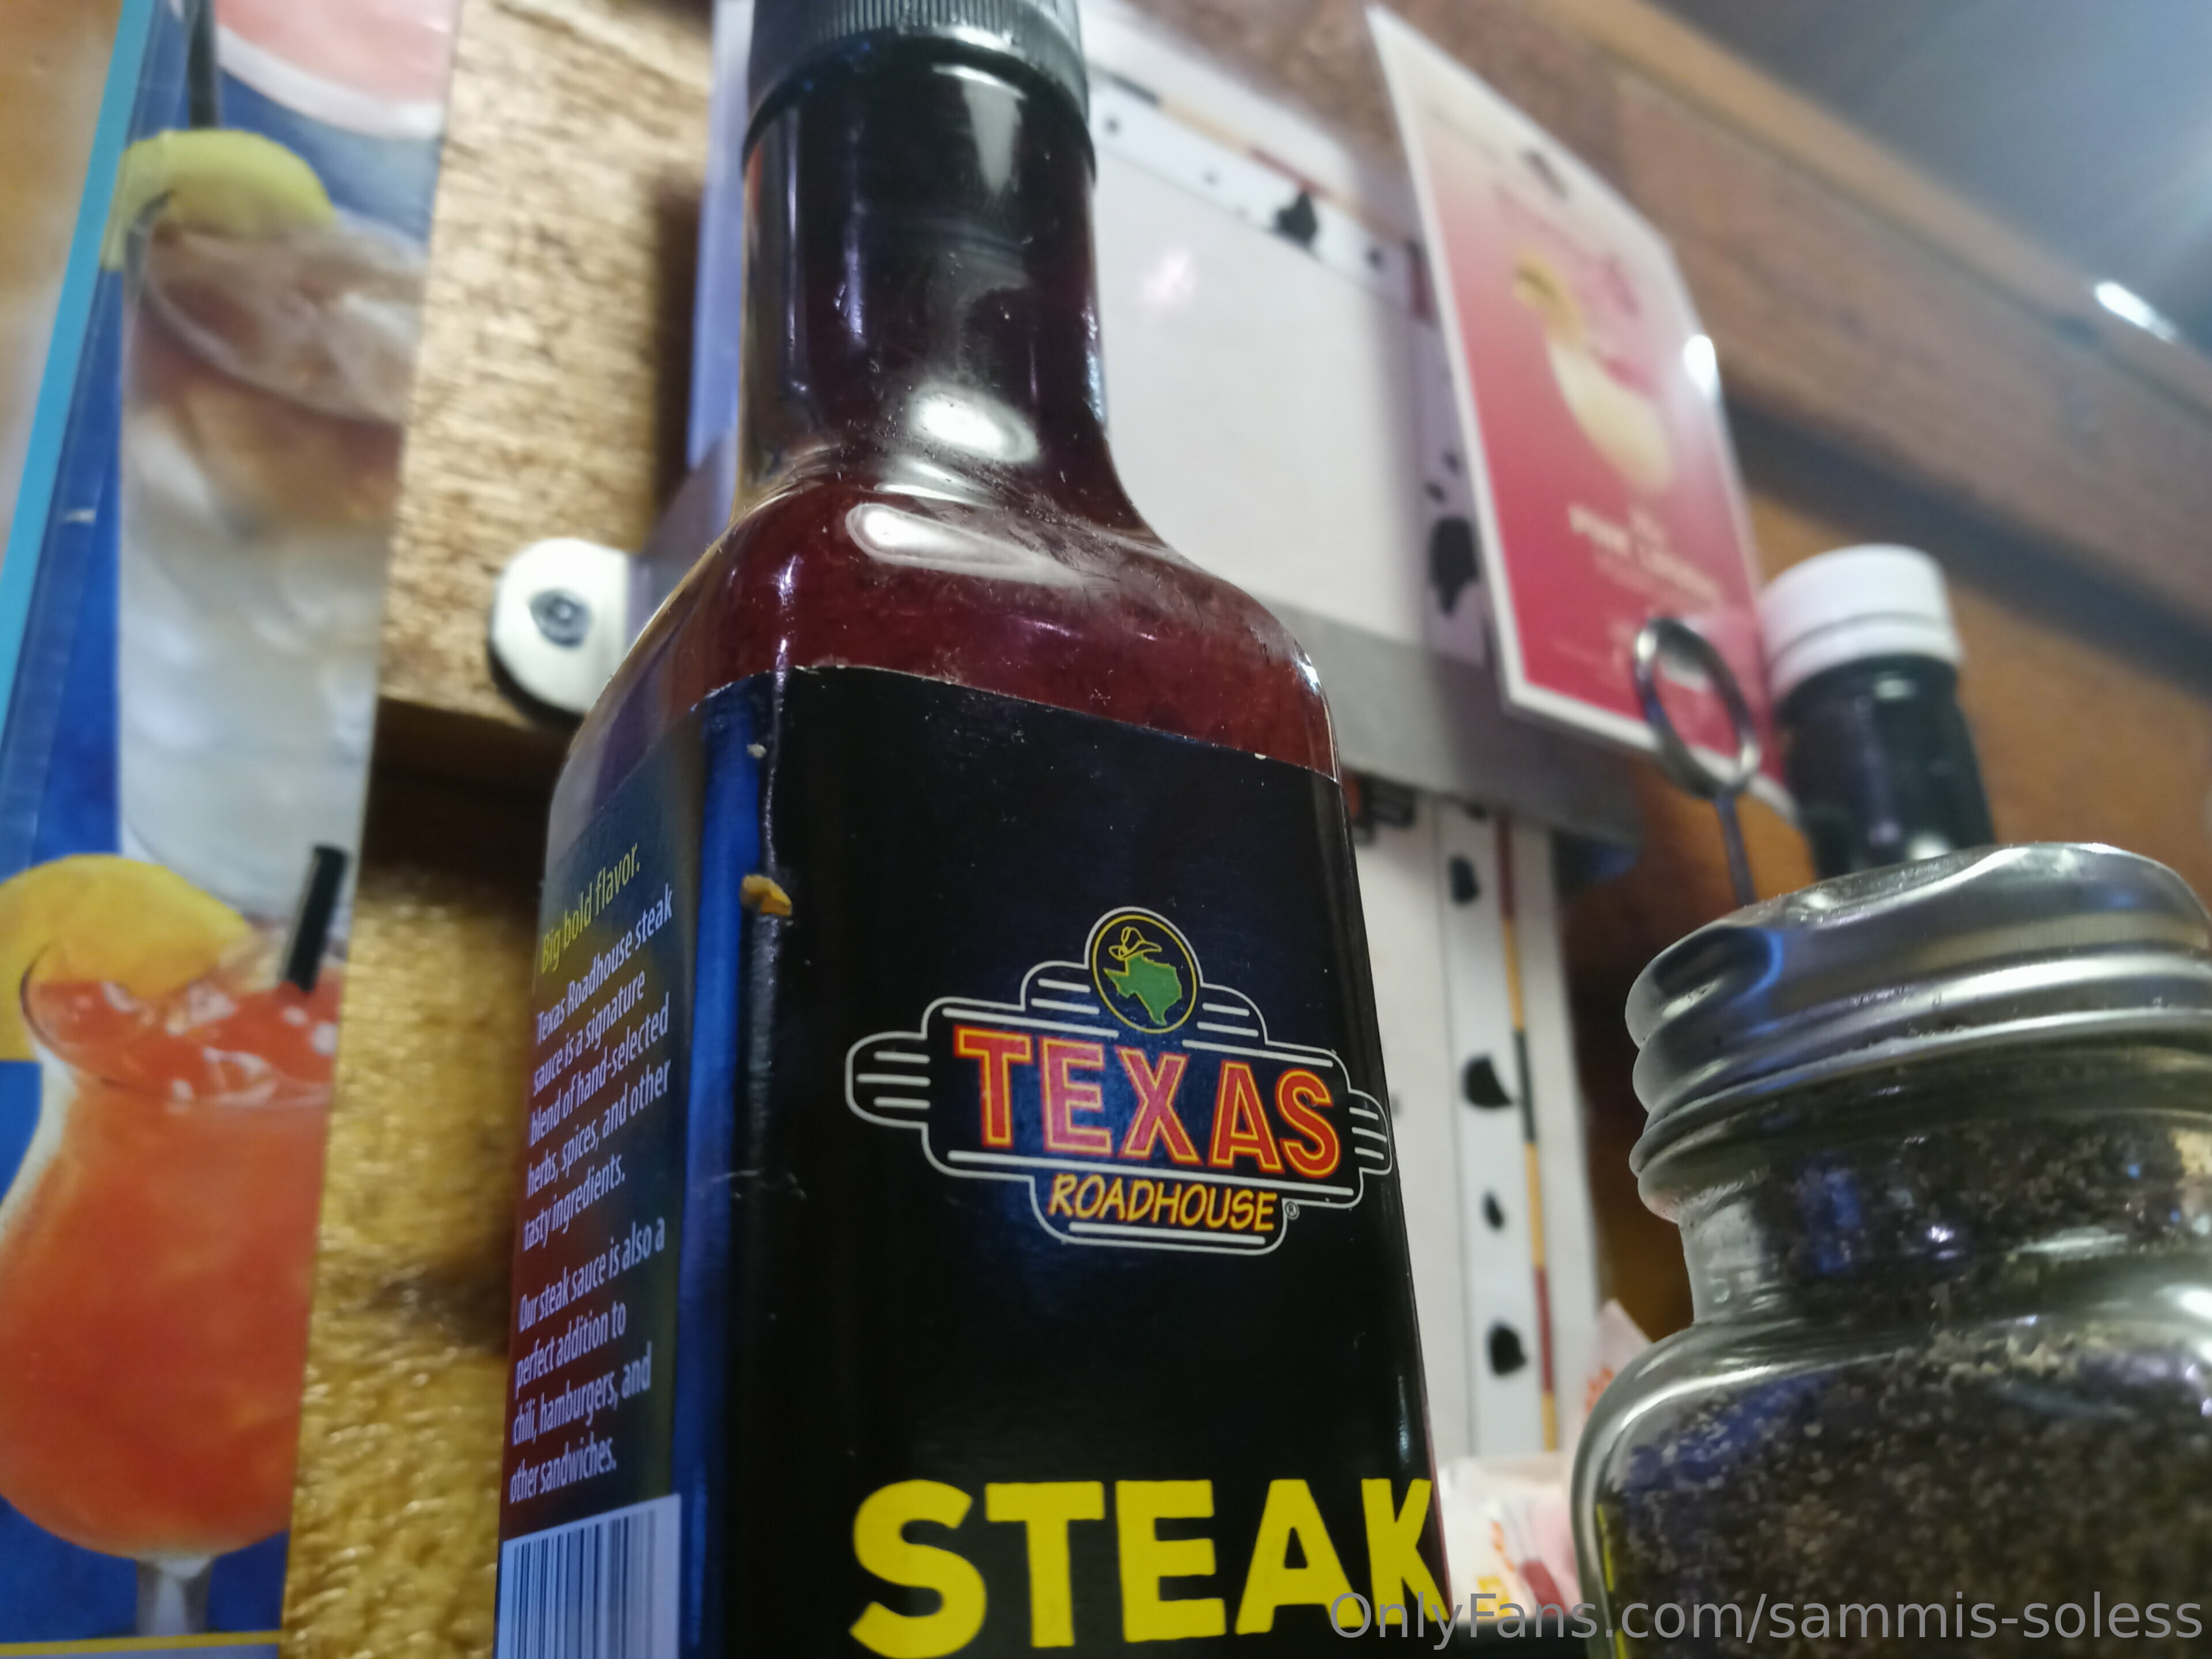 Big bold flavor.
Texas Roadhouse steak
sauce is a signature
blend of hand-selected
herbs, spices, and other
tasty ingredients.
Our steak sauce is also a
perfect addition to
chili, hamburgers, and
other sandwiches.
TEXAS
ROADHOUSE®
STEAK
OnlyFans.com/sammis-soless